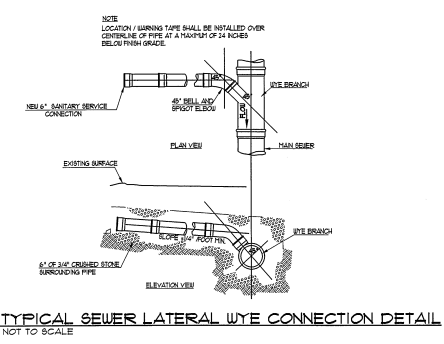 NOTE
LOCATION / WARNING TAPE SHALL BE INSTALLED OVER
CENTERLINE OF PIPE AT A MAXIMUM OF 24 INCHES
BELOW FINISH GRADE.
45°
WYE BRANCH
45°
NEW 6" SANITARY SERVICE
CONNECTION
45° BELL AND
SPIGOT ELBOW
FLOW
PLAN VIEW
MAIN SEWER
EXISTING SURFACE
WYE BRANCH
SLOPE 1/4" /FOOT MIN.
45°
6" OF 3/4" CRUSHED STONE
SURROUNDING PIPE
ELEVATION VIEW
TYPICAL SEWER LATERAL WYE CONNECTION DETAIL
NOT TO SCALE